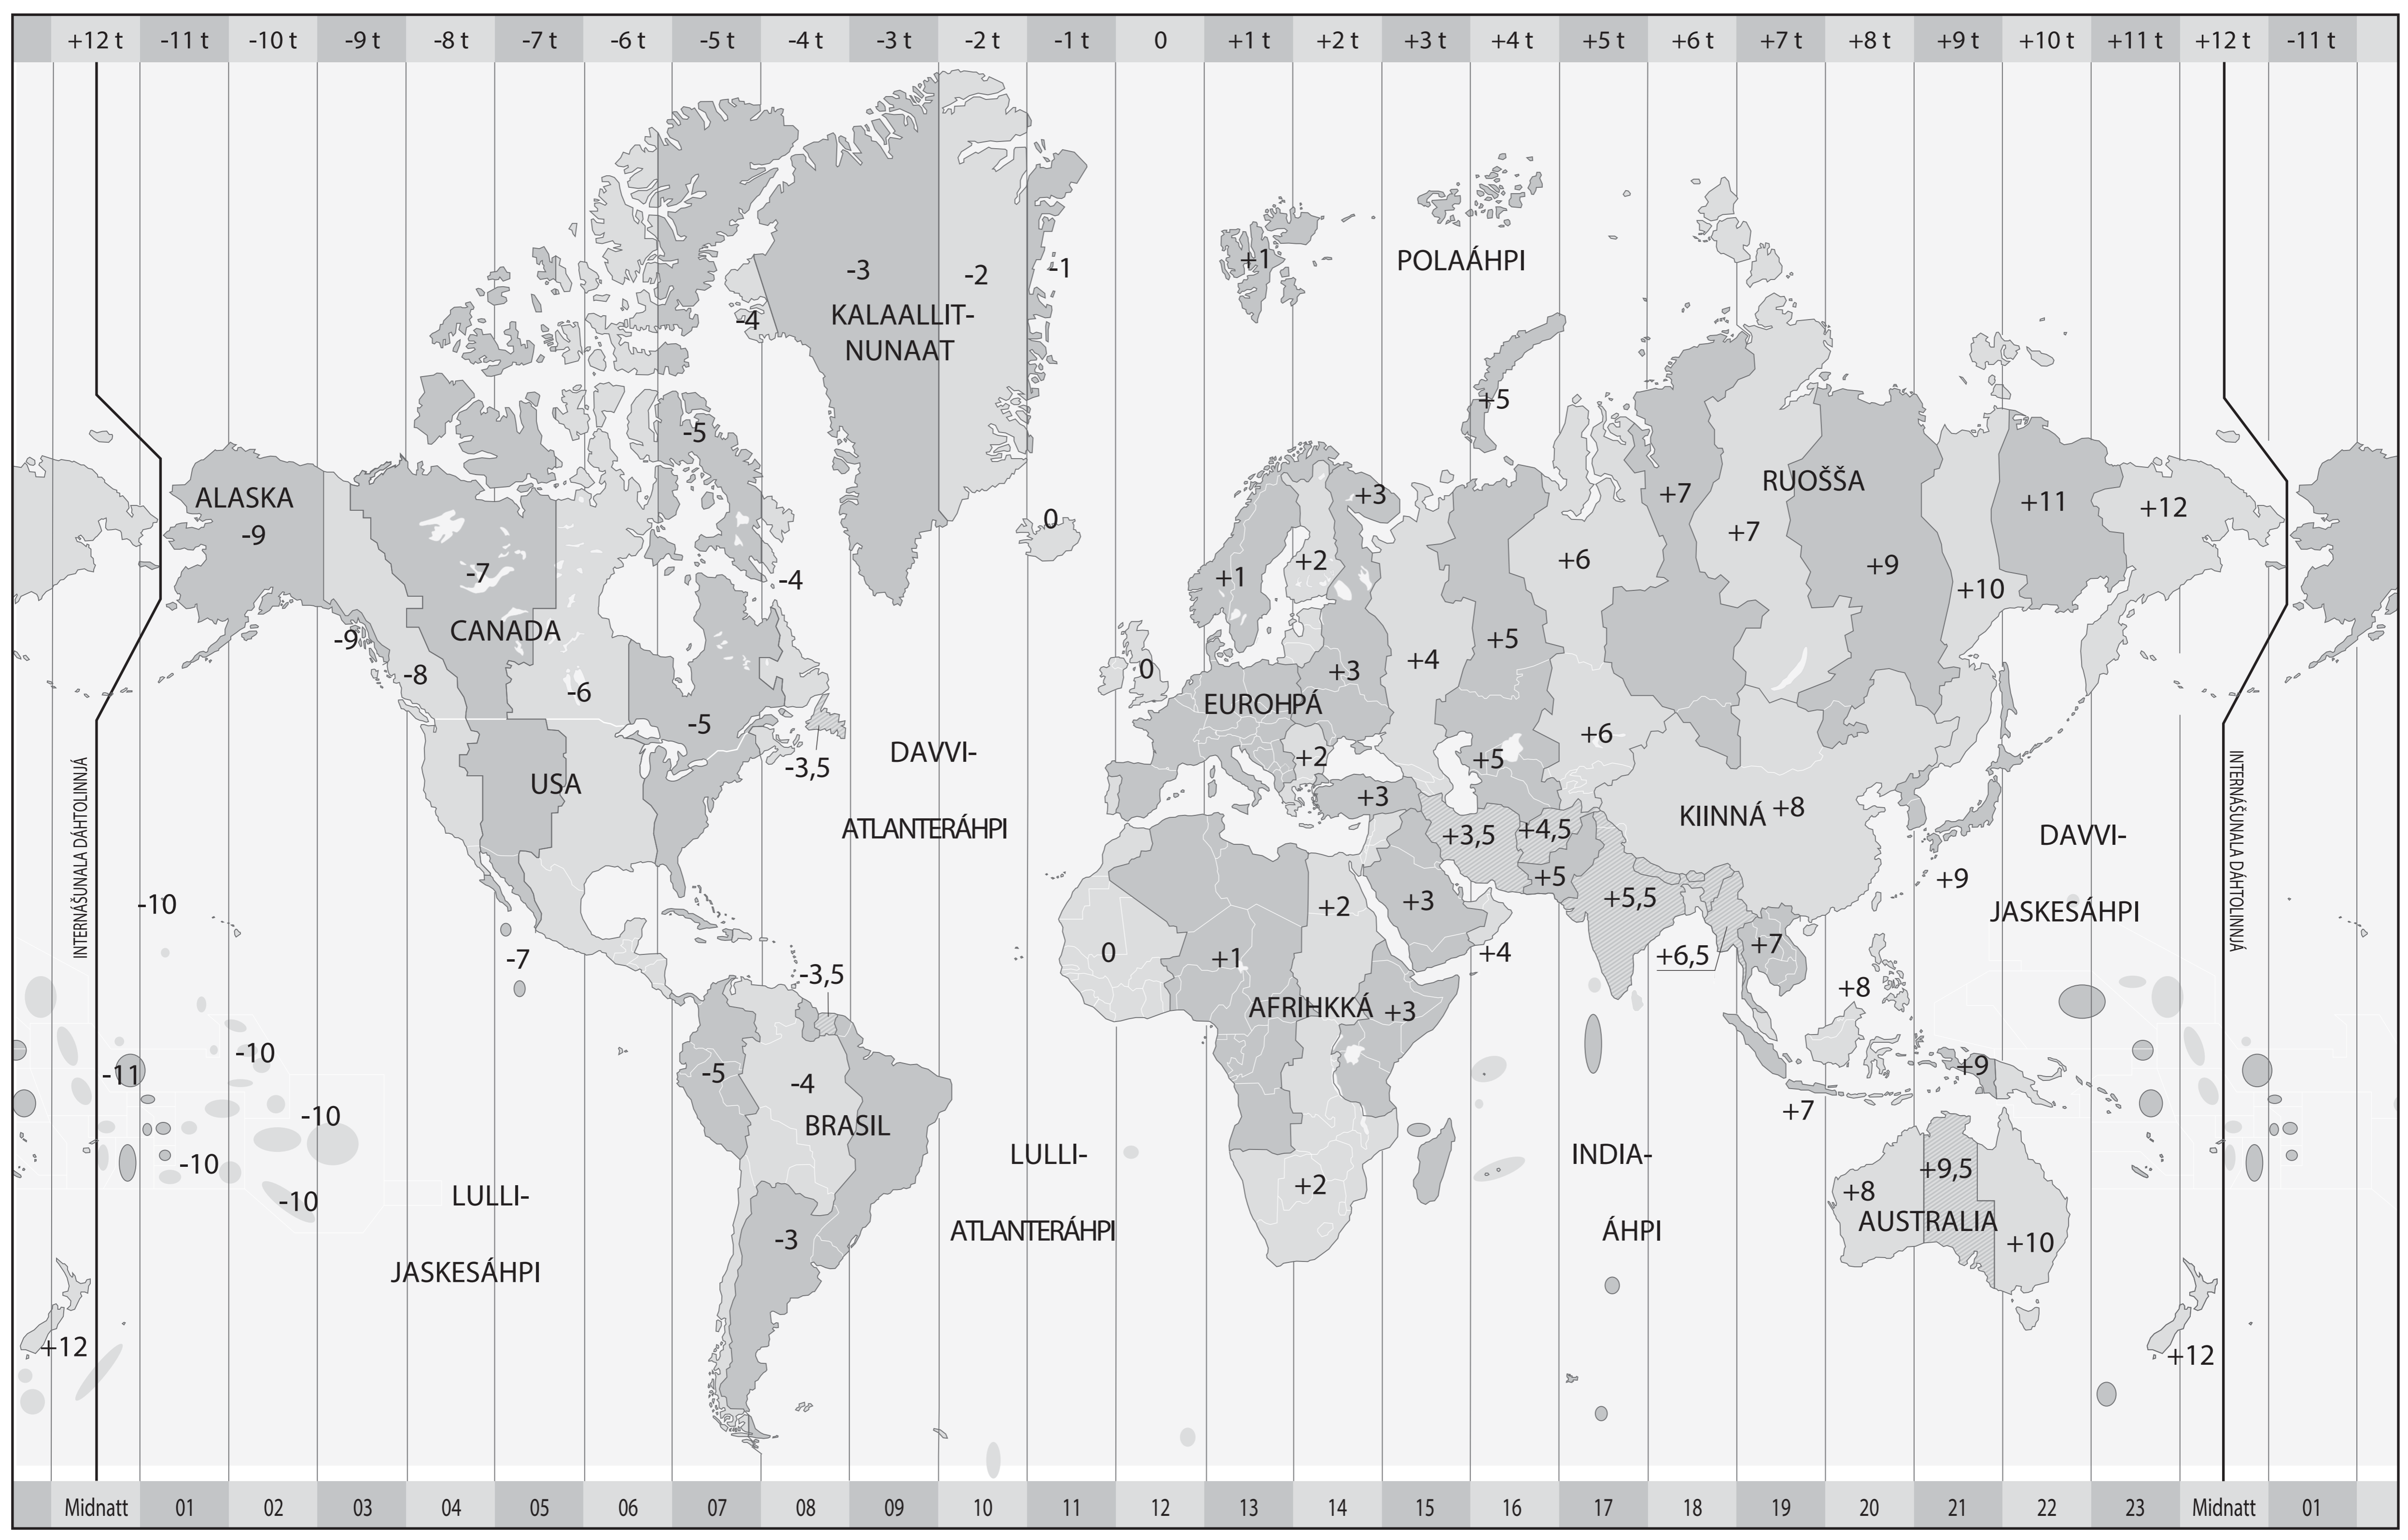 +12 t -11 t -10 t -9 t -8 t -7 t -6 t -5 t -4 t -3 t -2 t -1 t 0 +1 t +2 t +3 t +4 t +5 t +6 t +7 t +8 t +9 t +10 t +11 t +12 t -11 t
-3
-2
-1
+1
POLAÁHPI
KALAALLIT-
NUNAAT
-4
+5
-5
ALASKA
-9
0
+3
+7
RUOŠŠA
+11
+12
-7
-4
+1
+2
+6
+7
+9
+10
CANADA
-9
-8
-6
-5
0
+3
+4
+5
EUROHPÁ
DAVVI-
ATLANTERÁHPI
-3,5
USA
+2
+5
+6
+3
KIINNÁ +8
+3,5
+4,5
DAVVI-
JASKESÁHPI
INTERNÁŠUNALA DÁHTOLINNJÁ
INTERNÁŠUNALA DÁHTOLINNJÁ
-10
+2
+3
+5
+5,5
+9
-7
-3,5
0
+1
+4
+6,5
+7
AFRIHKKÁ
+3
+8
-10
-11
-5
-4
+9
-10
BRASIL
+7
-10
LULLI-
ATLANTERÁHPI
INDIA-
ÁHPI
+9,5
+8
-10
LULLI-
JASKESÁHPI
+2
AUSTRALIA
-3
+10
+12
+12
Midnatt 01 02 03 04 05 06 07 08 09 10 11 12 13 14 15 16 17 18 19 20 21 22 23 Midnatt 01